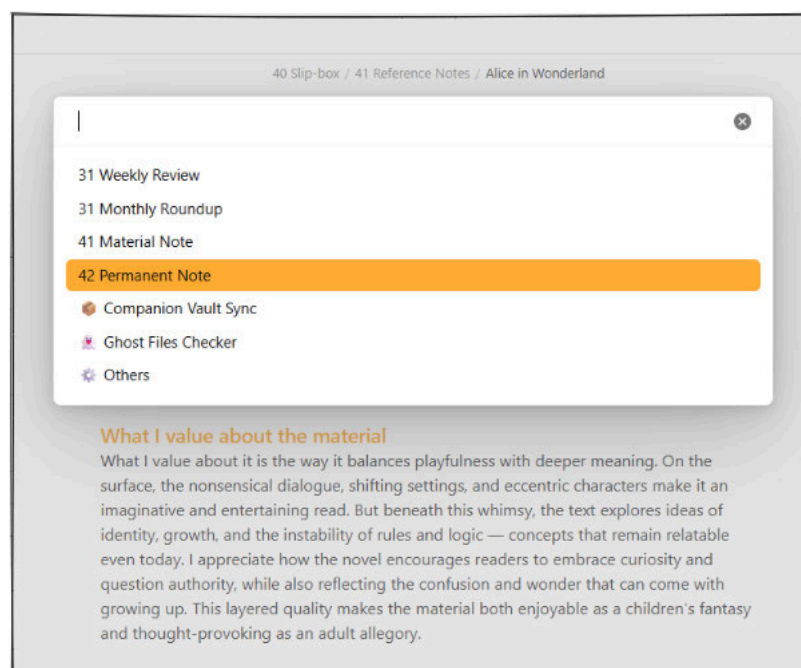 40 Slip-box / 41 Reference Notes / Alice in Wonderland
31 Weekly Review
31 Monthly Roundup
41 Material Note
42 Permanent Note
Companion Vault Sync
Ghost Files Checker
Others
What I value about the material
What I value about it is the way it balances playfulness with deeper meaning. On the
surface, the nonsensical dialogue, shifting settings, and eccentric characters make it an
imaginative and entertaining read. But beneath this whimsy, the text explores ideas of
identity, growth, and the instability of rules and logic — concepts that remain relatable
even today. I appreciate how the novel encourages readers to embrace curiosity and
question authority, while also reflecting the confusion and wonder that can come with
growing up. This layered quality makes the material both enjoyable as a children's fantasy
and thought-provoking as an adult allegory.